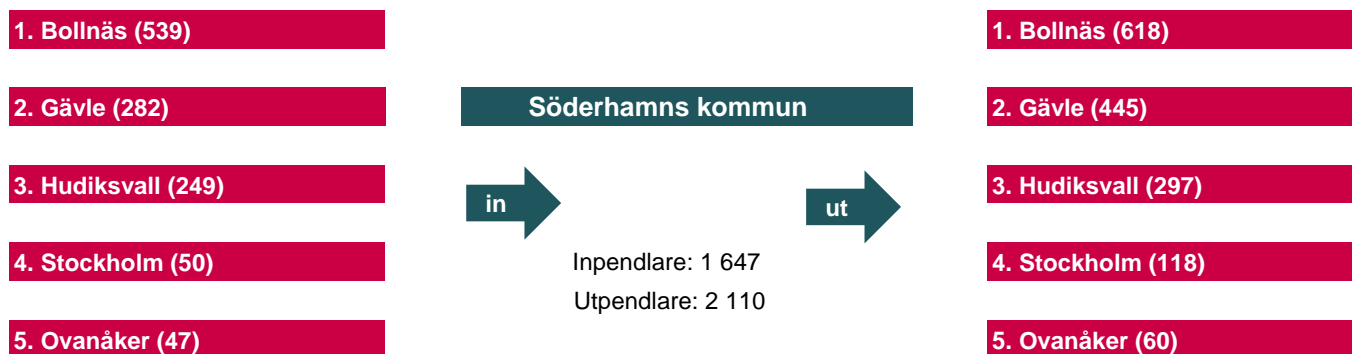 1. Bollnäs (539)
2. Gävle (282)
3. Hudiksvall (249)
4. Stockholm (50)
5. Ovanåker (47)
Söderhamns kommun
in
ut
Inpendlare: 1 647
Utpendlare: 2 110
1. Bollnäs (618)
2. Gävle (445)
3. Hudiksvall (297)
4. Stockholm (118)
5. Ovanåker (60)